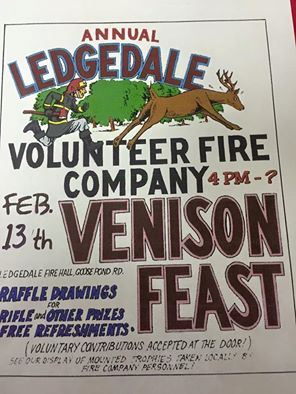 ANNUAL
LEDGEDALE
VOLUNTEER FIRE
COMPANY 4 PM - ?
FEB.
13th
VENISON
FEAST
LEDGEDALE FIRE HALL, GOOSE POND RD.
RAFFLE DRAWINGS
FOR
RIFLE and OTHER PRIZES
FREE REFRESHMENTS.
(VOLUNTARY CONTRIBUTIONS ACCEPTED AT THE DOOR!)
SEE OUR DISPLAY OF MOUNTED TROPHIES TAKEN LOCALLY BY
FIRE COMPANY PERSONNEL!